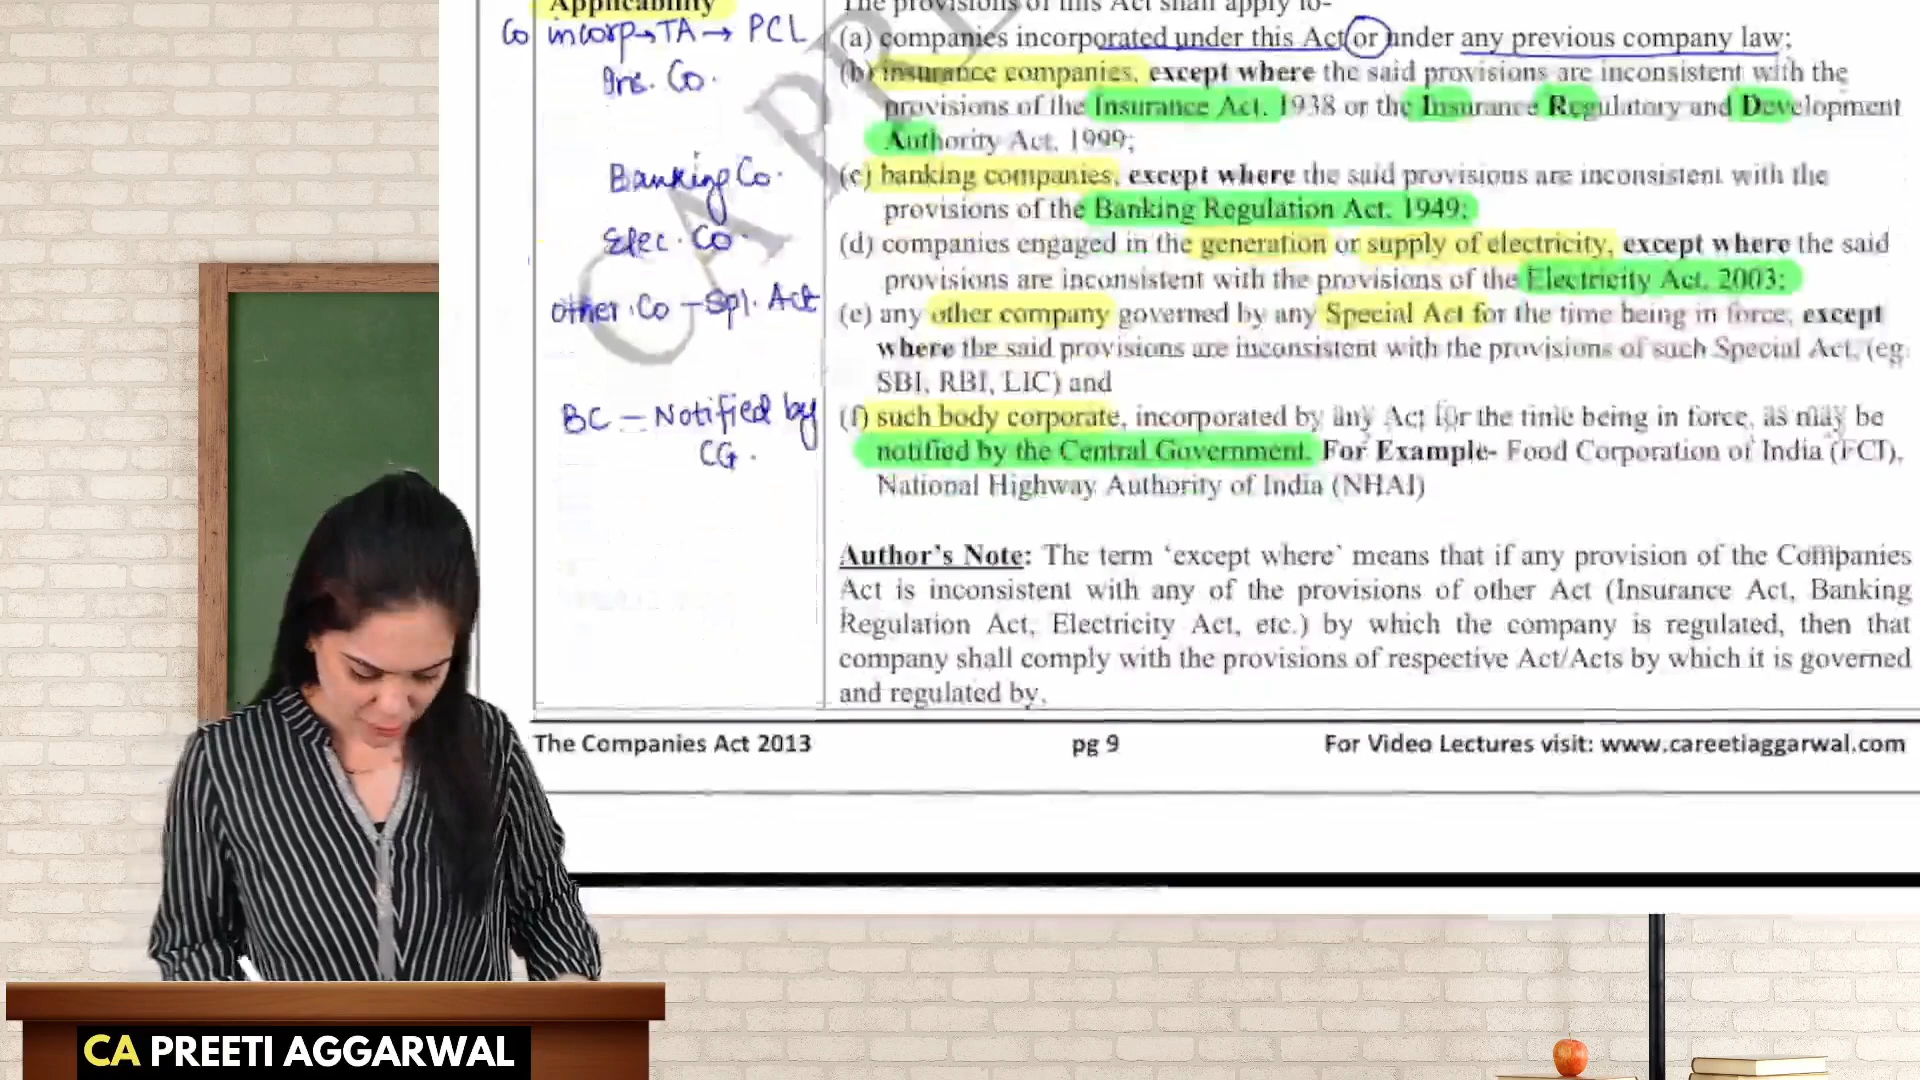 Applicability
The provisions of this Act shall apply to-
Co incorp→TA→ PCL
(a) companies incorporated under this Act or under any previous company law;
Ins. Co.
(b) insurance companies, except where the said provisions are inconsistent with the
provisions of the Insurance Act, 1938 or the Insurance Regulatory and Development
Authority Act, 1999;
Banking Co.
(c) banking companies, except where the said provisions are inconsistent with the
provisions of the Banking Regulation Act, 1949;
Elec. Co.
(d) companies engaged in the generation or supply of electricity, except where the said
provisions are inconsistent with the provisions of the Electricity Act, 2003;
Other Co - Spl. Act
(e) any other company governed by any Special Act for the time being in force, except
where the said provisions are inconsistent with the provisions of such Special Act, (eg
SBI, RBI, LIC) and
BC - Notified by
CG.
(f) such body corporate, incorporated by any Act for the time being in force, as may be
notified by the Central Government. For Example- Food Corporation of India (FCI),
National Highway Authority of India (NHAI)
Author's Note: The term 'except where' means that if any provision of the Companies
Act is inconsistent with any of the provisions of other Act (Insurance Act, Banking
Regulation Act, Electricity Act, etc.) by which the company is regulated, then that
company shall comply with the provisions of respective Act/Acts by which it is governed
and regulated by.
The Companies Act 2013 pg 9 For Video Lectures visit: www.careetiaggarwal.com
CA PREETI AGGARWAL